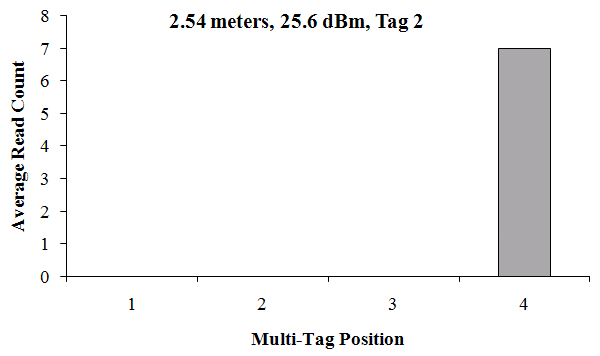 2.54 meters, 25.6 dBm, Tag 2
Average Read Count
8
7
6
5
4
3
2
1
0
1 2 3 4
Multi-Tag Position